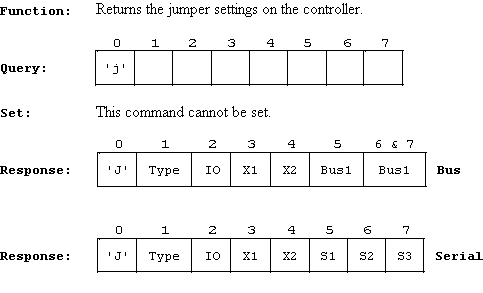 Function: Returns the jumper settings on the controller.
0 1 2 3 4 5 6 7
Query: 'j'
Set: This command cannot be set.
0 1 2 3 4 5 6 & 7
Response: 'J' Type IO X1 X2 Bus1 Bus1 Bus
0 1 2 3 4 5 6 7
Response: 'J' Type IO X1 X2 S1 S2 S3 Serial